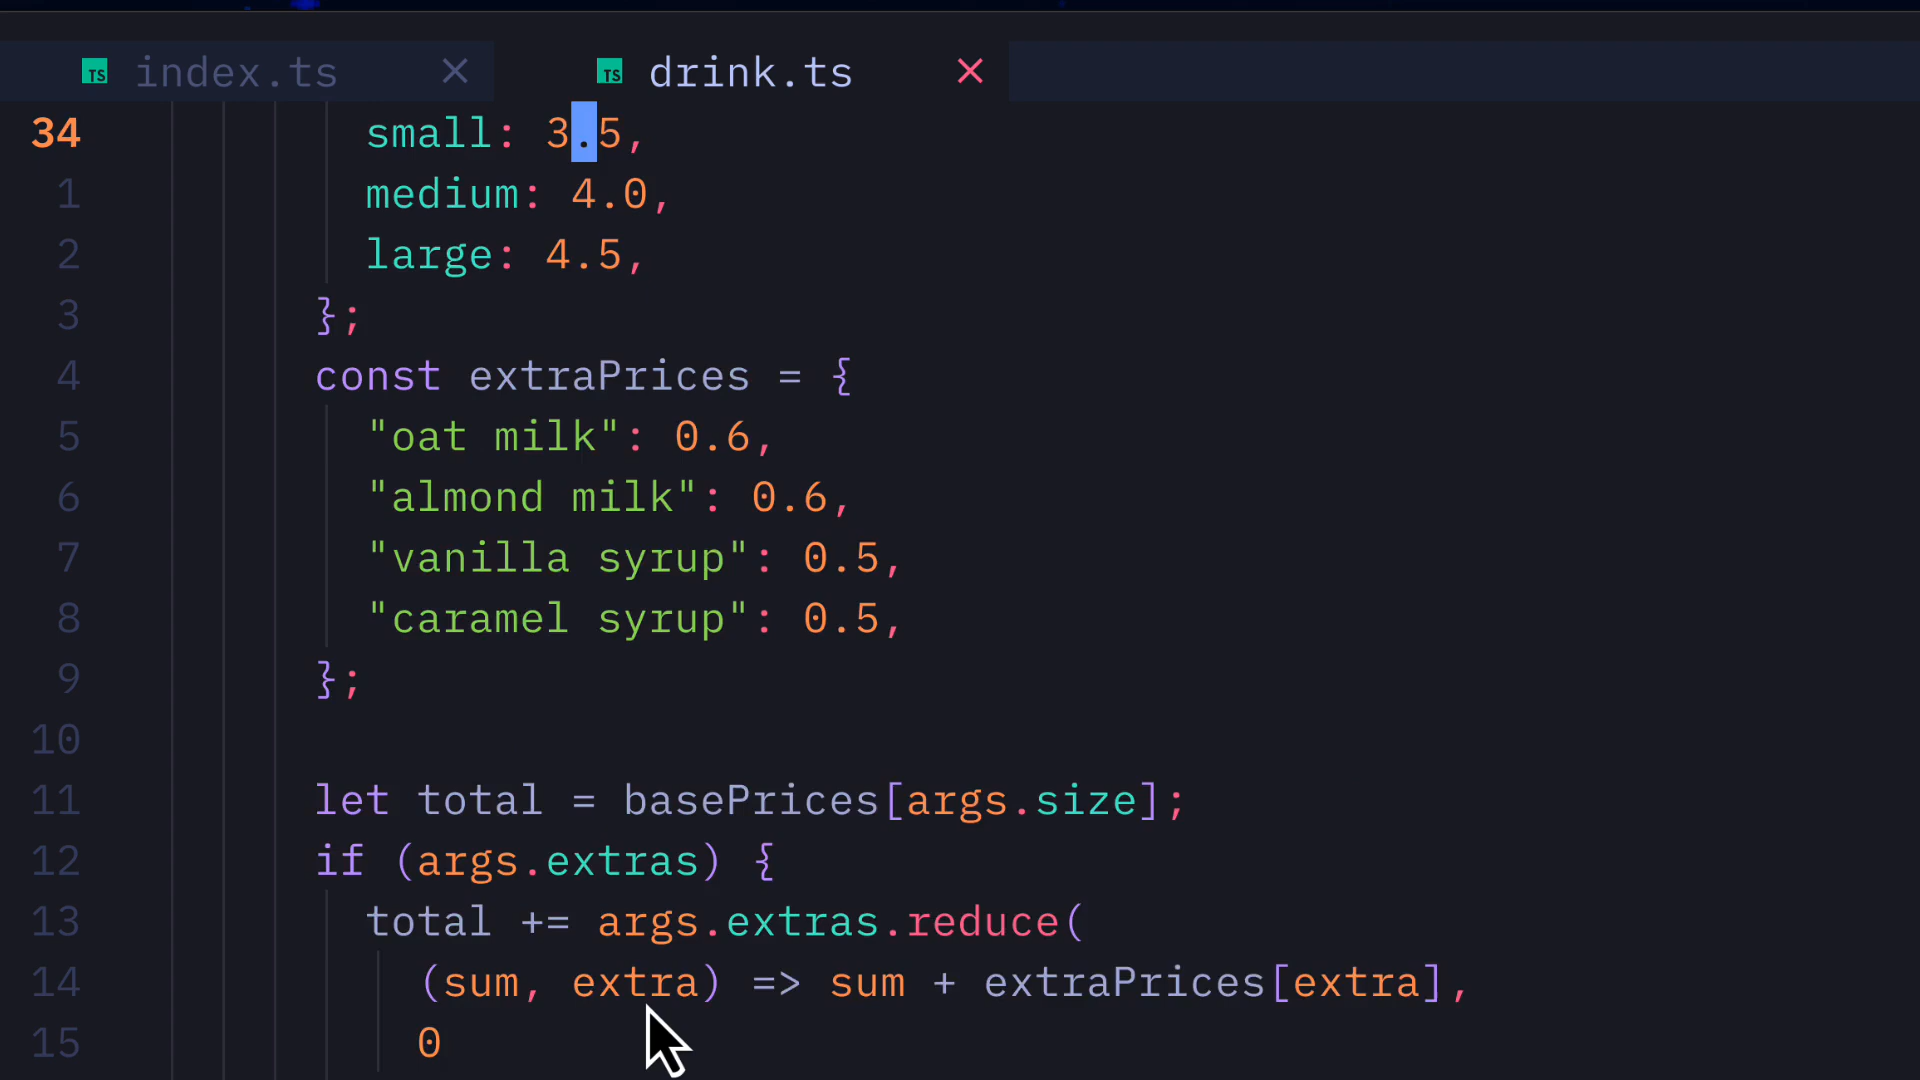 TS index.ts × TS drink.ts ×
34 small: 3.5,
1 medium: 4.0,
2 large: 4.5,
3 };
4 const extraPrices = {
5 "oat milk": 0.6,
6 "almond milk": 0.6,
7 "vanilla syrup": 0.5,
8 "caramel syrup": 0.5,
9 };
10
11 let total = basePrices[args.size];
12 if (args.extras) {
13 total += args.extras.reduce(
14 (sum, extra) => sum + extraPrices[extra],
15 0